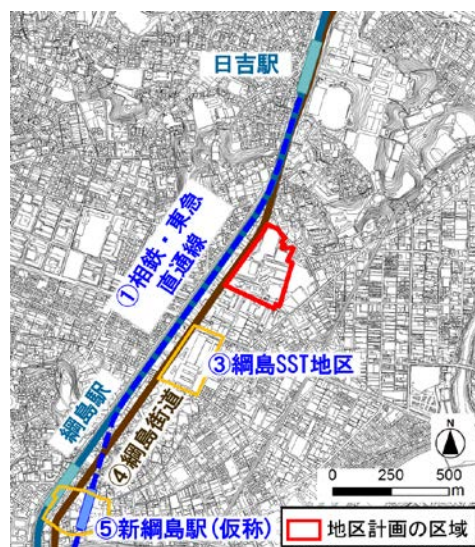 日吉駅
①相鉄・東急
直通線
③綱島SST地区
綱島駅
④綱島街道
N
0 250 500
m
⑤新綱島駅(仮称)
地区計画の区域